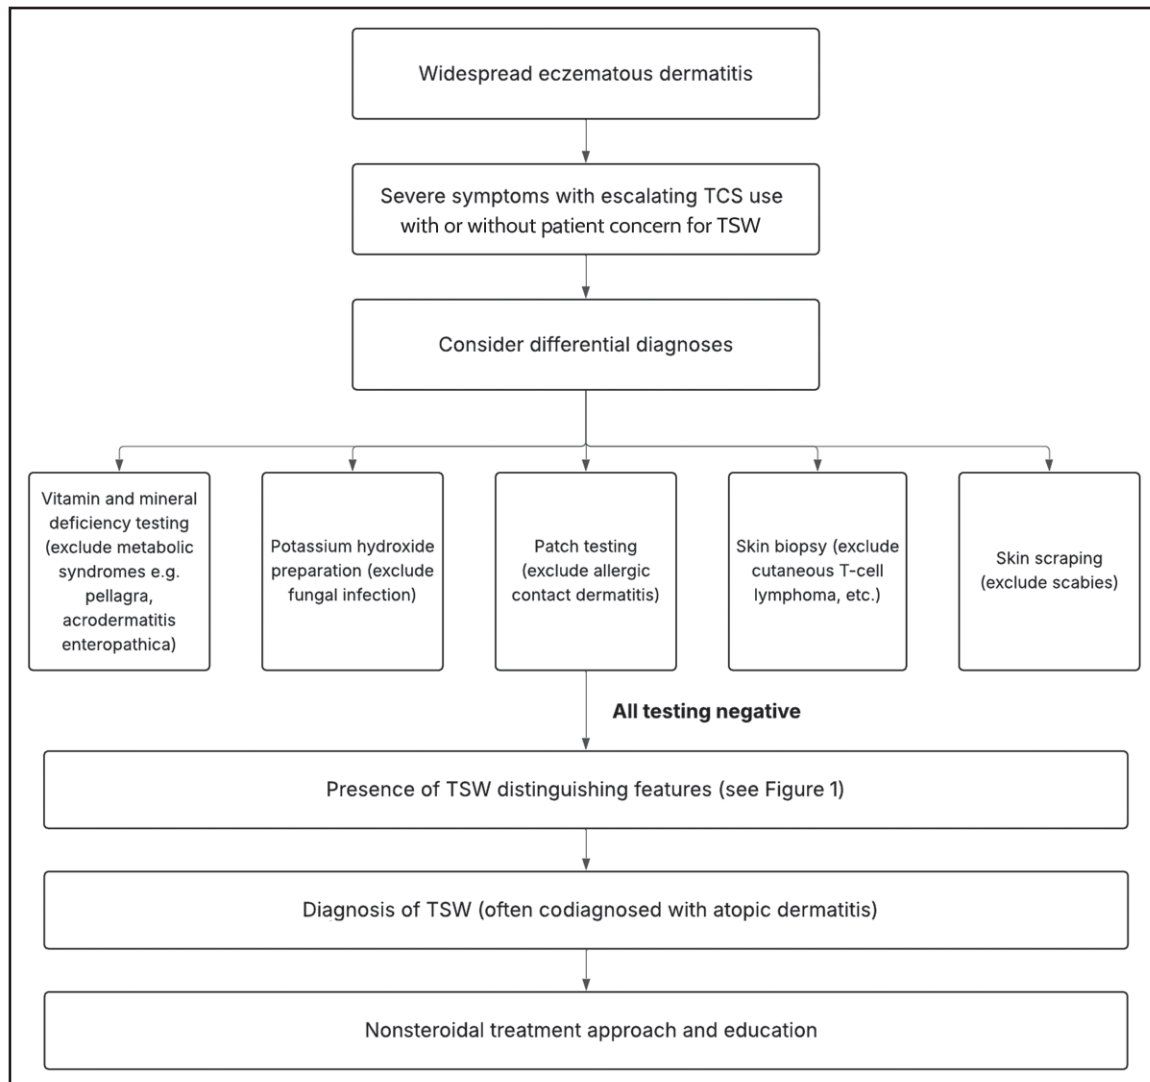 Widespread eczematous dermatitis
Severe symptoms with escalating TCS use
with or without patient concern for TSW
Consider differential diagnoses
Vitamin and mineral
deficiency testing
(exclude metabolic
syndromes e.g.
pellagra,
acrodermatitis
enteropathica)
Potassium hydroxide
preparation (exclude
fungal infection)
Patch testing
(exclude allergic
contact dermatitis)
Skin biopsy (exclude
cutaneous T-cell
lymphoma, etc.)
Skin scraping
(exclude scabies)
All testing negative
Presence of TSW distinguishing features (see Figure 1)
Diagnosis of TSW (often codiagnosed with atopic dermatitis)
Nonsteroidal treatment approach and education